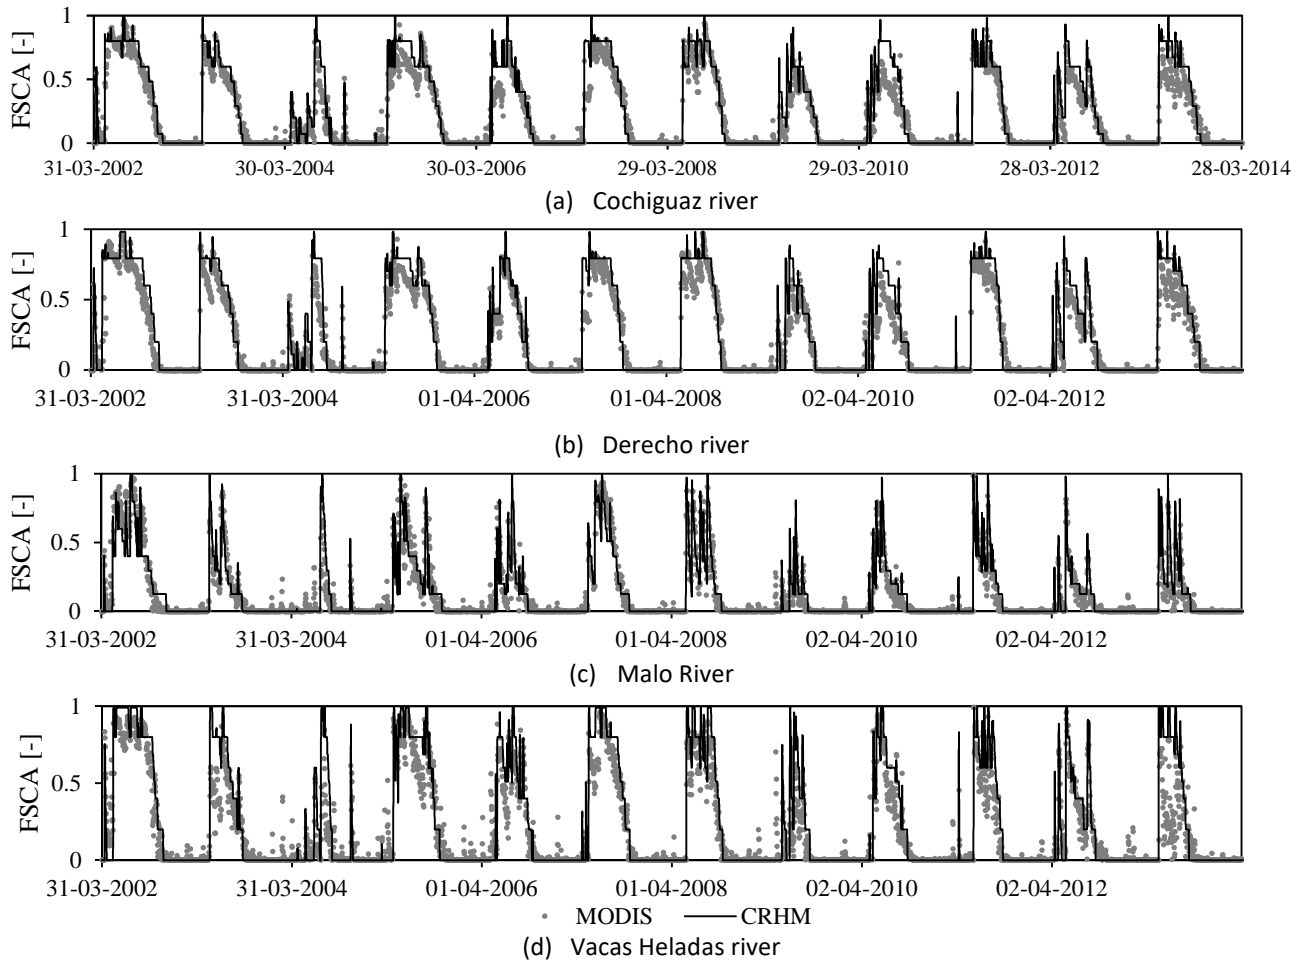 1
FSCA [-]
0.5
0
31-03-2002 30-03-2004 30-03-2006 29-03-2008 29-03-2010 28-03-2012 28-03-2014
(a) Cochiguaz river
1
FSCA [-]
0.5
0
31-03-2002 31-03-2004 01-04-2006 01-04-2008 02-04-2010 02-04-2012
(b) Derecho river
1
FSCA [-]
0.5
0
31-03-2002 31-03-2004 01-04-2006 01-04-2008 02-04-2010 02-04-2012
(c) Malo River
1
FSCA [-]
0.5
0
31-03-2002 31-03-2004 01-04-2006 01-04-2008 02-04-2010 02-04-2012
MODIS CRHM
(d) Vacas Heladas river